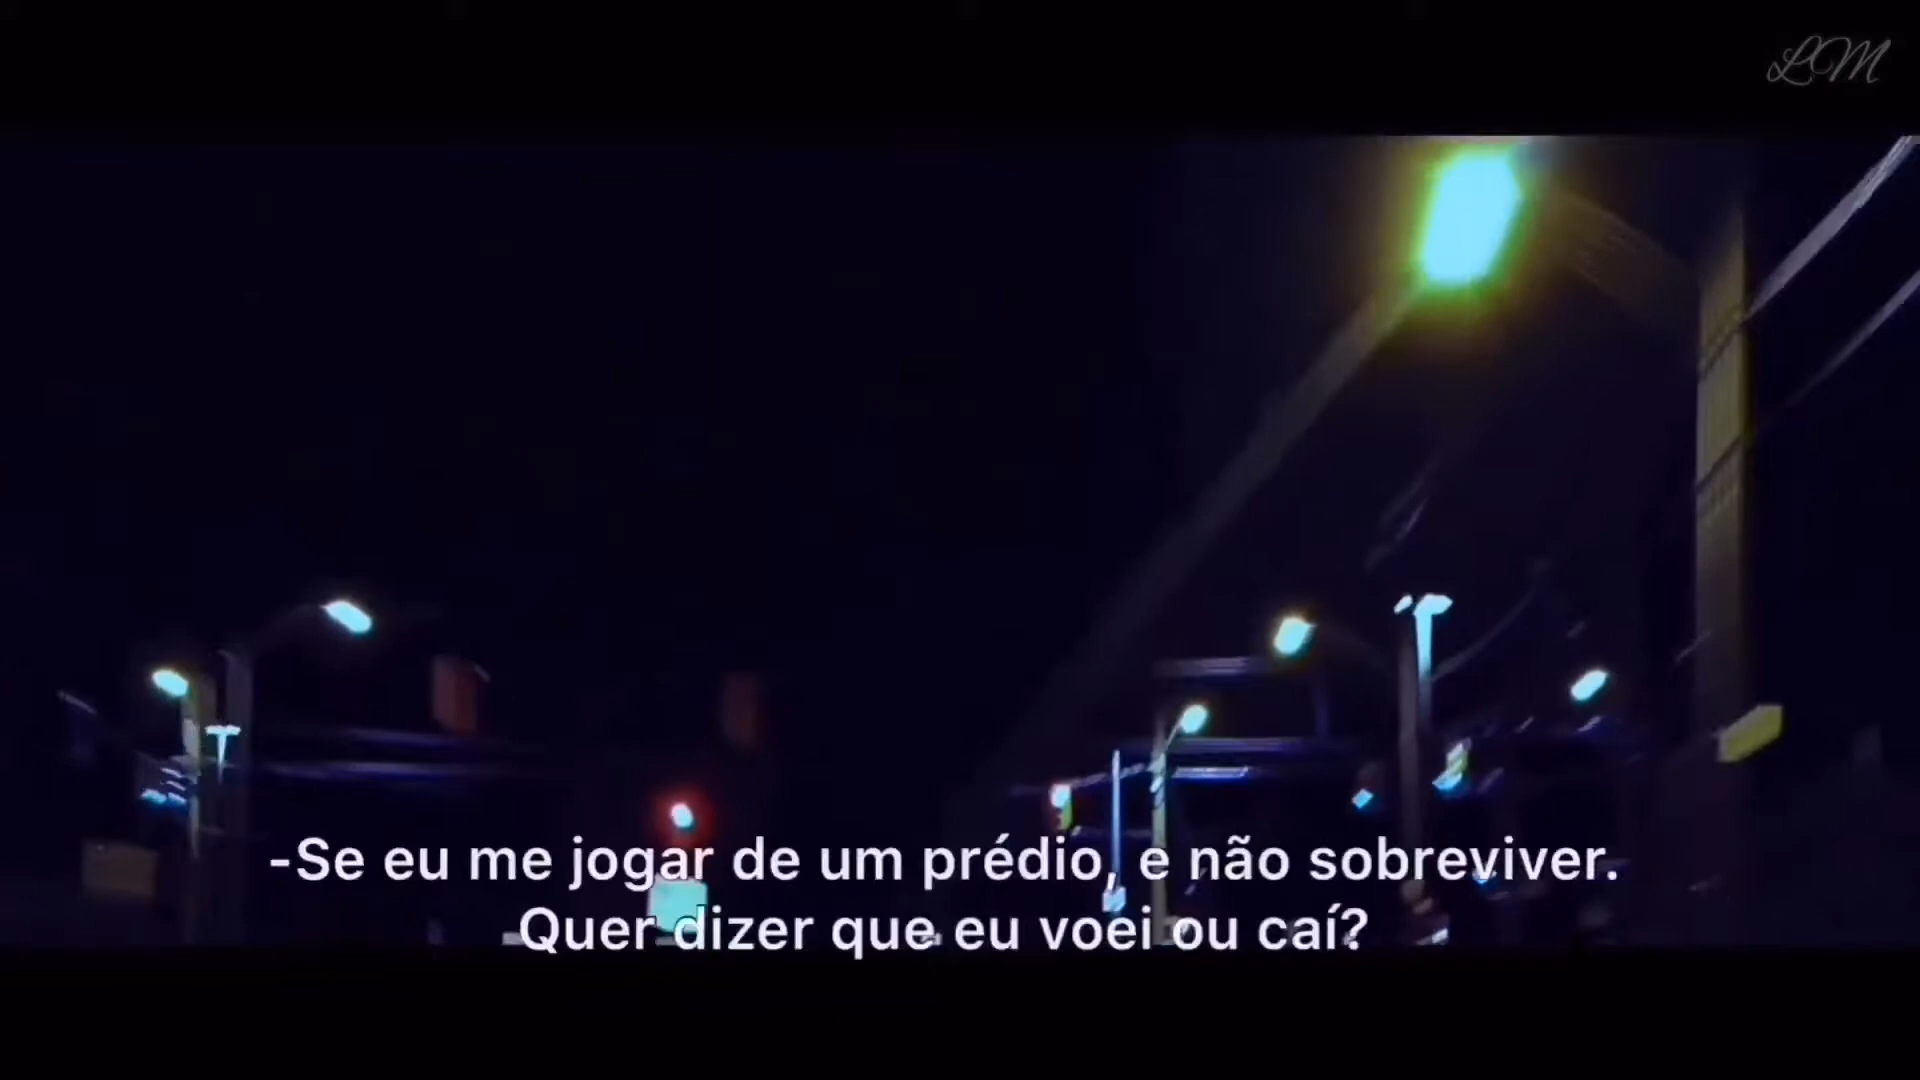 LM
-Se eu me jogar de um prédio, e não sobreviver.
Quer dizer que eu voei ou caí?